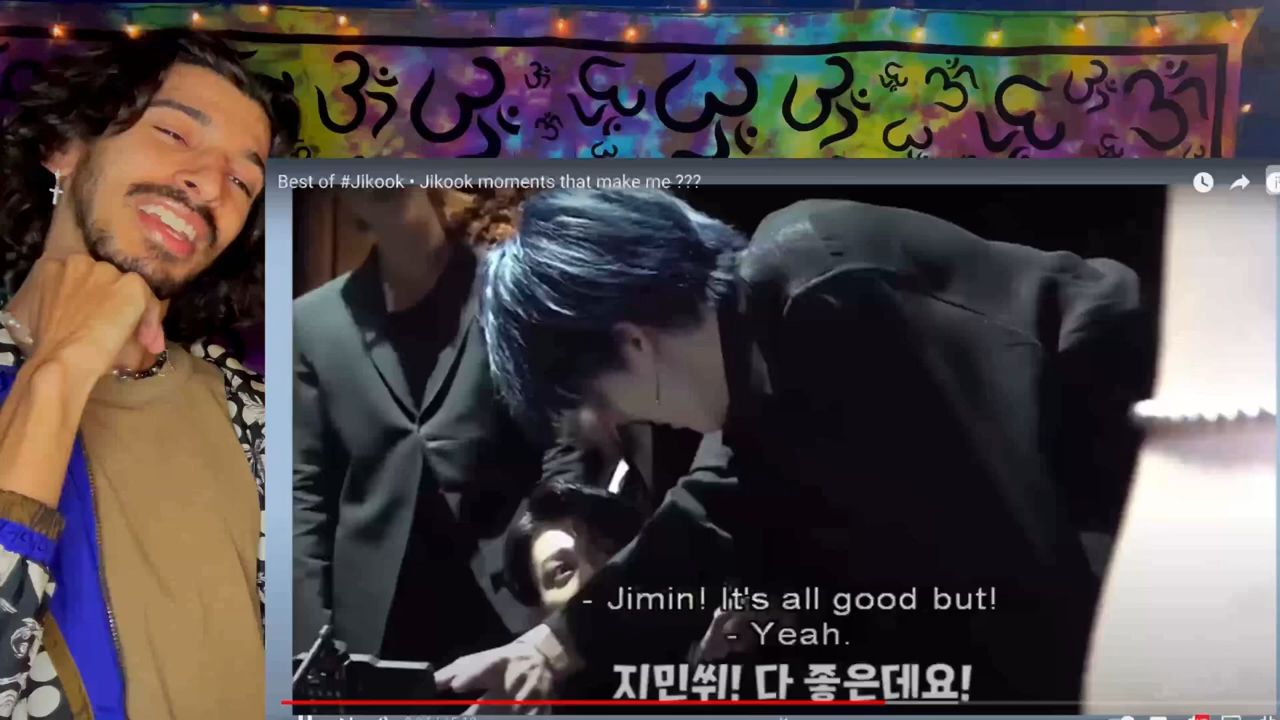 Best of #Jikook • Jikook moments that make me ???
- Jimin! It's all good but!
- Yeah.
지민쒸! 다 좋은데요!